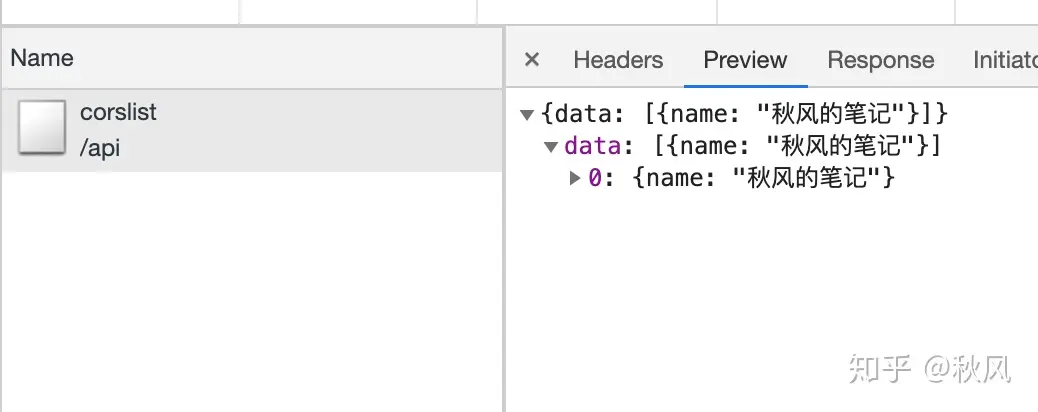 Name
corslist
/api
× Headers Preview Response Initiato
▼{data: [{name: "秋风的笔记"}]}
▼data: [{name: "秋风的笔记"}]
▶0: {name: "秋风的笔记"}
知乎 @秋风